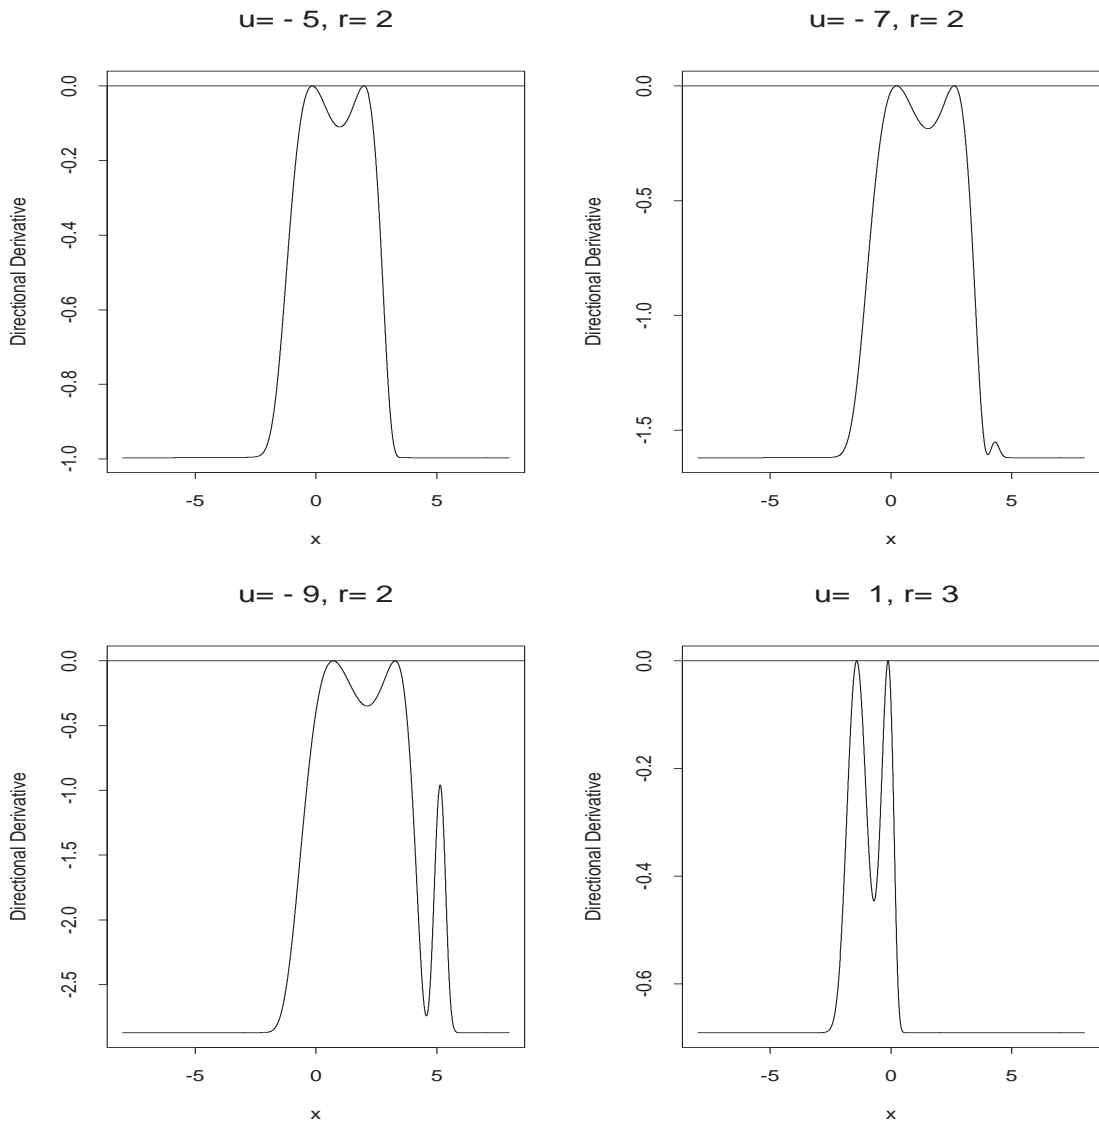 u= - 5, r= 2
Directional Derivative
0.0
-0.2
-0.4
-0.6
-0.8
-1.0
-5 0 5
x
u= - 7, r= 2
Directional Derivative
0.0
-0.5
-1.0
-1.5
-5 0 5
x
u= - 9, r= 2
Directional Derivative
0.0
-0.5
-1.0
-1.5
-2.0
-2.5
-5 0 5
x
u= 1, r= 3
Directional Derivative
0.0
-0.2
-0.4
-0.6
-5 0 5
x